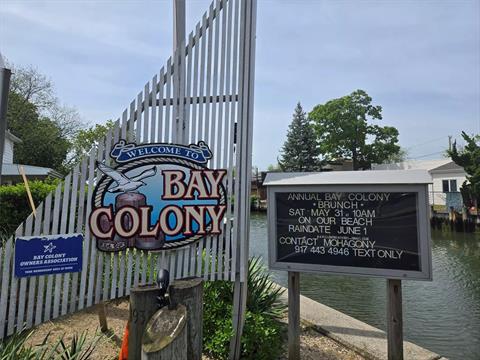 WELCOME TO
BAY
COLONY
BAY COLONY
OWNERS ASSOCIATION
ANNUAL BAY COLONY
BRUNCH
SAT MAY 31 • 10AM
ON OUR BEACH
RAINDATE JUNE 1
CONTACT MOHAGONY
917 443 4946 TEXT ONLY